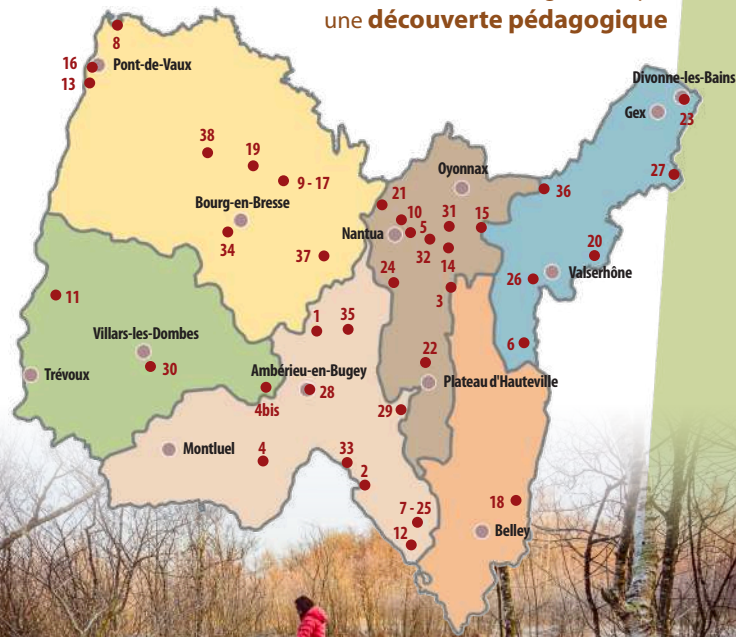 une découverte pédagogique
8
16
Pont-de-Vaux
13
Divonne-les-Bains
Gex
23
38
19
9 - 17
Oyonnax
27
36
21
Bourg-en-Bresse
10
31
15
5
Nantua
34
32
14
20
37
24
26
Valserhône
3
11
1
35
6
Villars-les-Dombes
22
30
Trévoux
Ambérieu-en-Bugey
28
Plateau d'Hauteville
4bis
29
Montluel
4
33
2
7 - 25
18
12
Belley